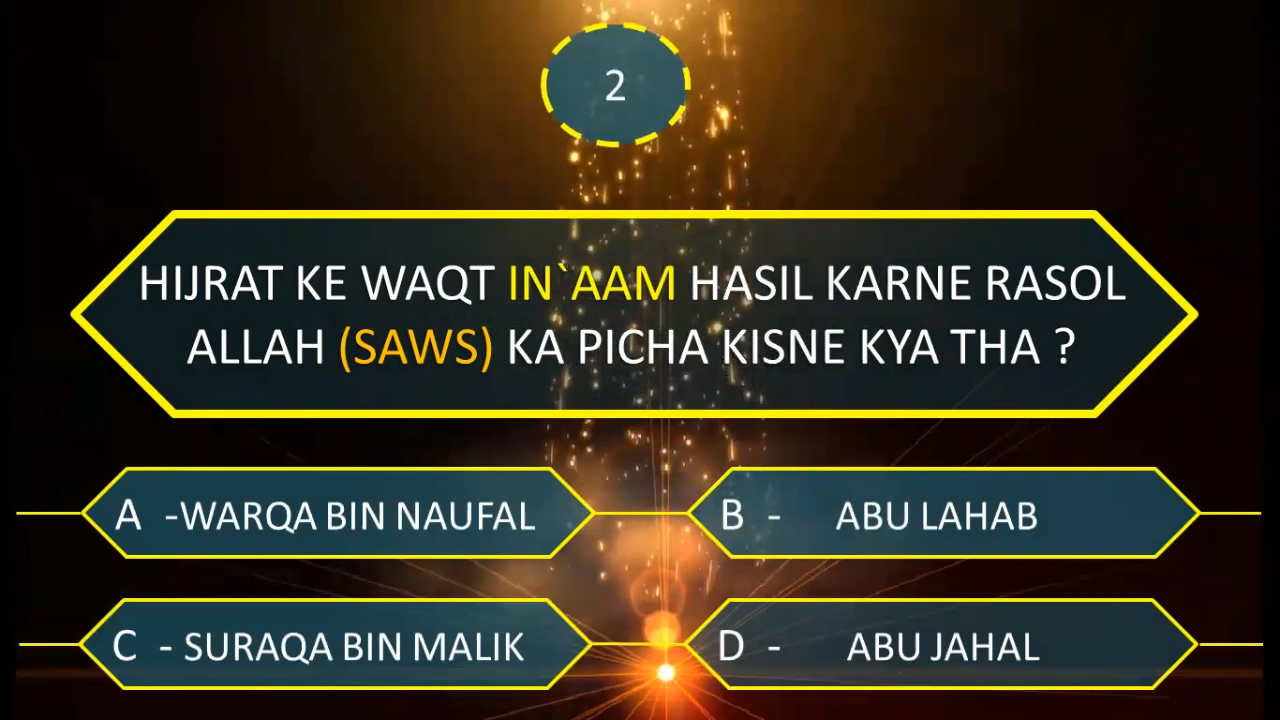 2
HIJRAT KE WAQT IN`AAM HASIL KARNE RASOL
ALLAH (SAWS) KA PICHA KISNE KYA THA ?
A -WARQA BIN NAUFAL
B - ABU LAHAB
C - SURAQA BIN MALIK
D - ABU JAHAL